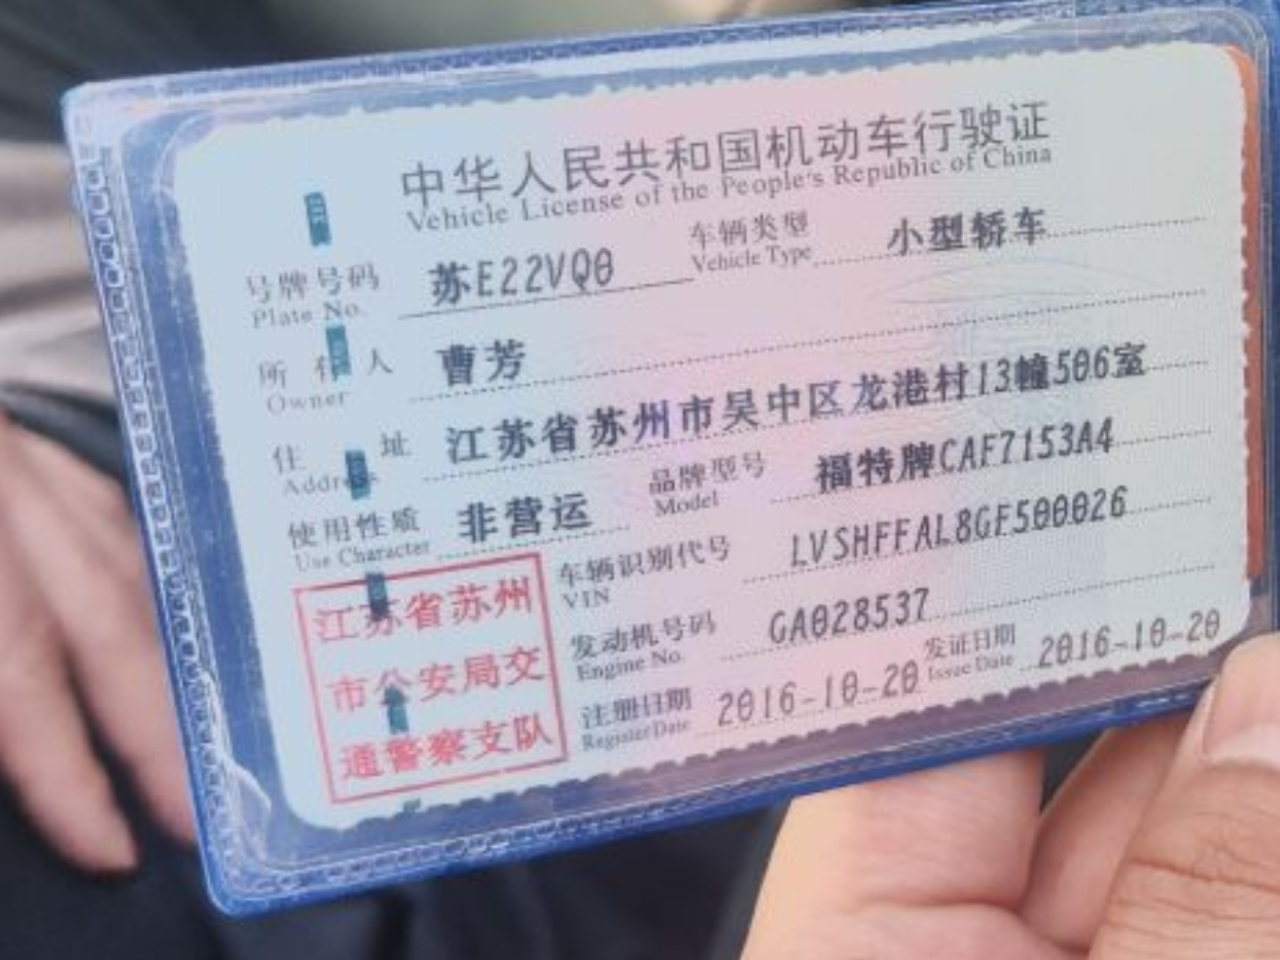 中华人民共和国机动车行驶证
Vehicle License of the People's Republic of China
号牌号码 苏E22VQ0 车辆类型 小型轿车
Plate No. Vehicle Type
所有人 曹芳
Owner
住址 江苏省苏州市吴中区龙港村13幢506室
Address
使用性质 非营运 品牌型号 福特牌CAF7153A4
Use Character Model
车辆识别代号 LVSHFFAL8GF500026
VIN
发动机号码 GA028537
Engine No.
注册日期 2016-10-20 发证日期 2016-10-20
Register Date Issue Date
江苏省苏州
市公安局交
通警察支队